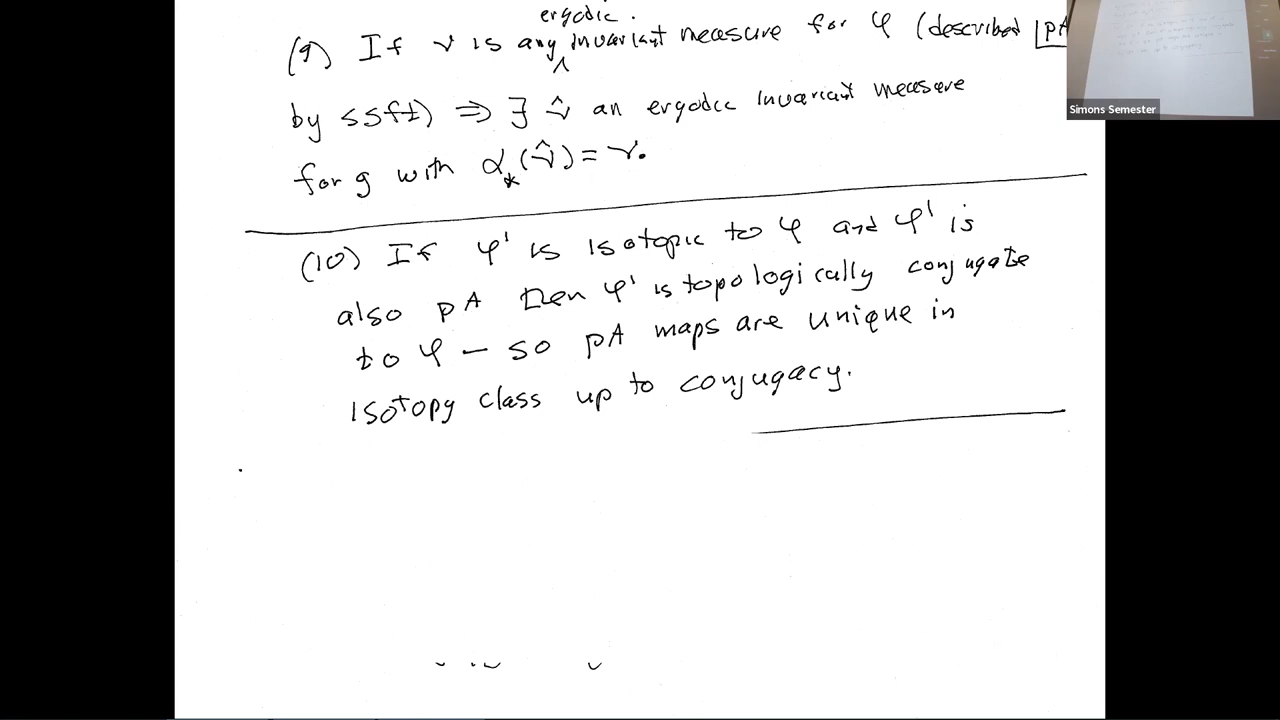 ergodic.
(9) If ν is any invariant measure for φ (described pA
by ssft) ⇒ ∃ ν̂ an ergodic invariant measure
for g with α_*(ν̂) = ν.
(10) If φ' is isotopic to φ and φ' is
also pA then φ' is topologically conjugate
to φ – so pA maps are unique in
isotopy class up to conjugacy.
Simons Semester